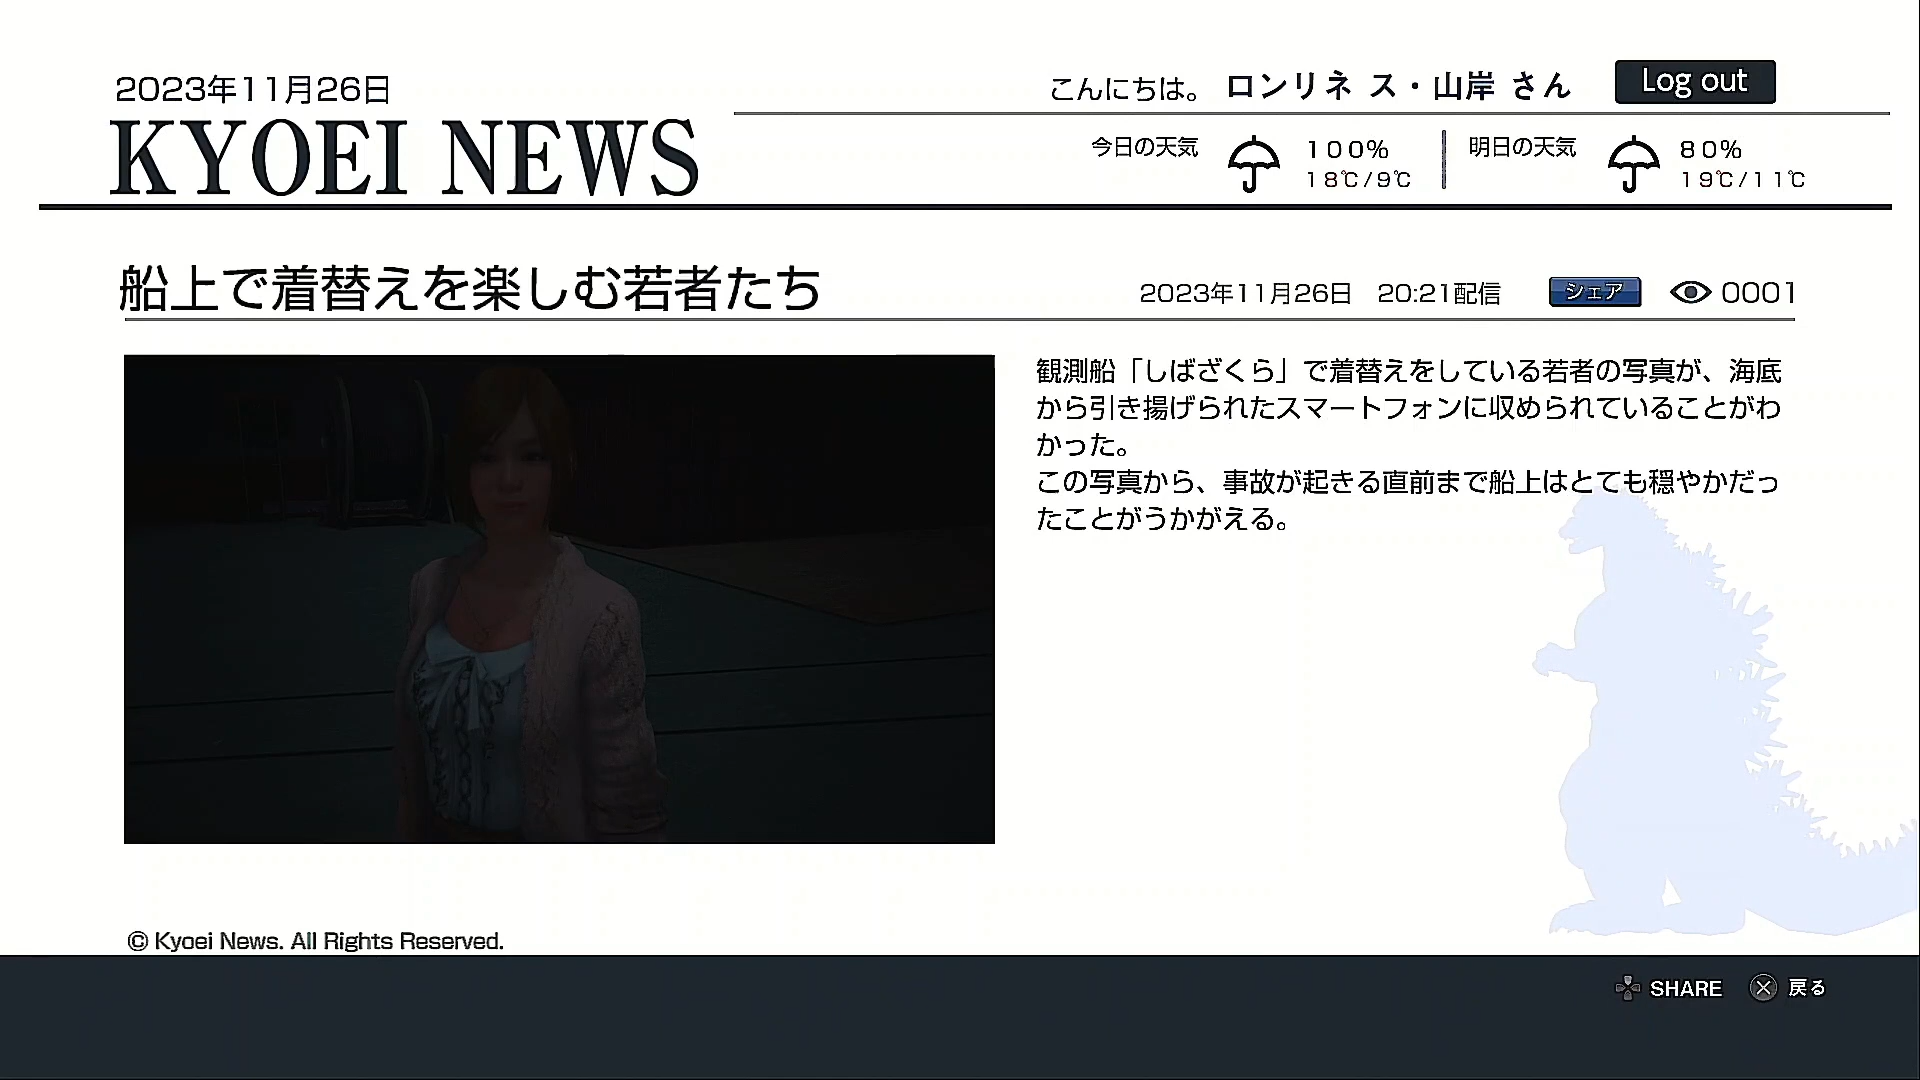 2023年11月26日
こんにちは。 ロンリネ ス・山岸 さん
Log out
KYOEI NEWS
今日の天気
100%
18℃/9℃
明日の天気
80%
19℃/11℃
船上で着替えを楽しむ若者たち
2023年11月26日 20:21配信
シェア
0001
観測船「しばざくら」で着替えをしている若者の写真が、海底
から引き揚げられたスマートフォンに収められていることがわ
かった。
この写真から、事故が起きる直前まで船上はとても穏やかだっ
たことがうかがえる。
© Kyoei News. All Rights Reserved.
SHARE
戻る